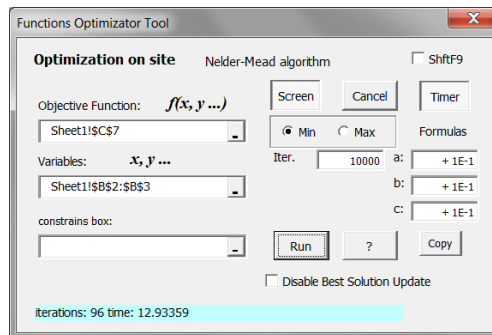 Functions Optimizator Tool
Optimization on site Nelder-Mead algorithm ShftF9
Objective Function: f(x, y ...) Screen Cancel Timer
Sheet1!$C$7 _ Min Max Formulas
Variables: x, y ... Iter. 10000 a: + 1E-1
Sheet1!$B$2:$B$3 _ b: + 1E-1
constrains box: c: + 1E-1
_ Run ? Copy
Disable Best Solution Update
iterations: 96 time: 12.93359